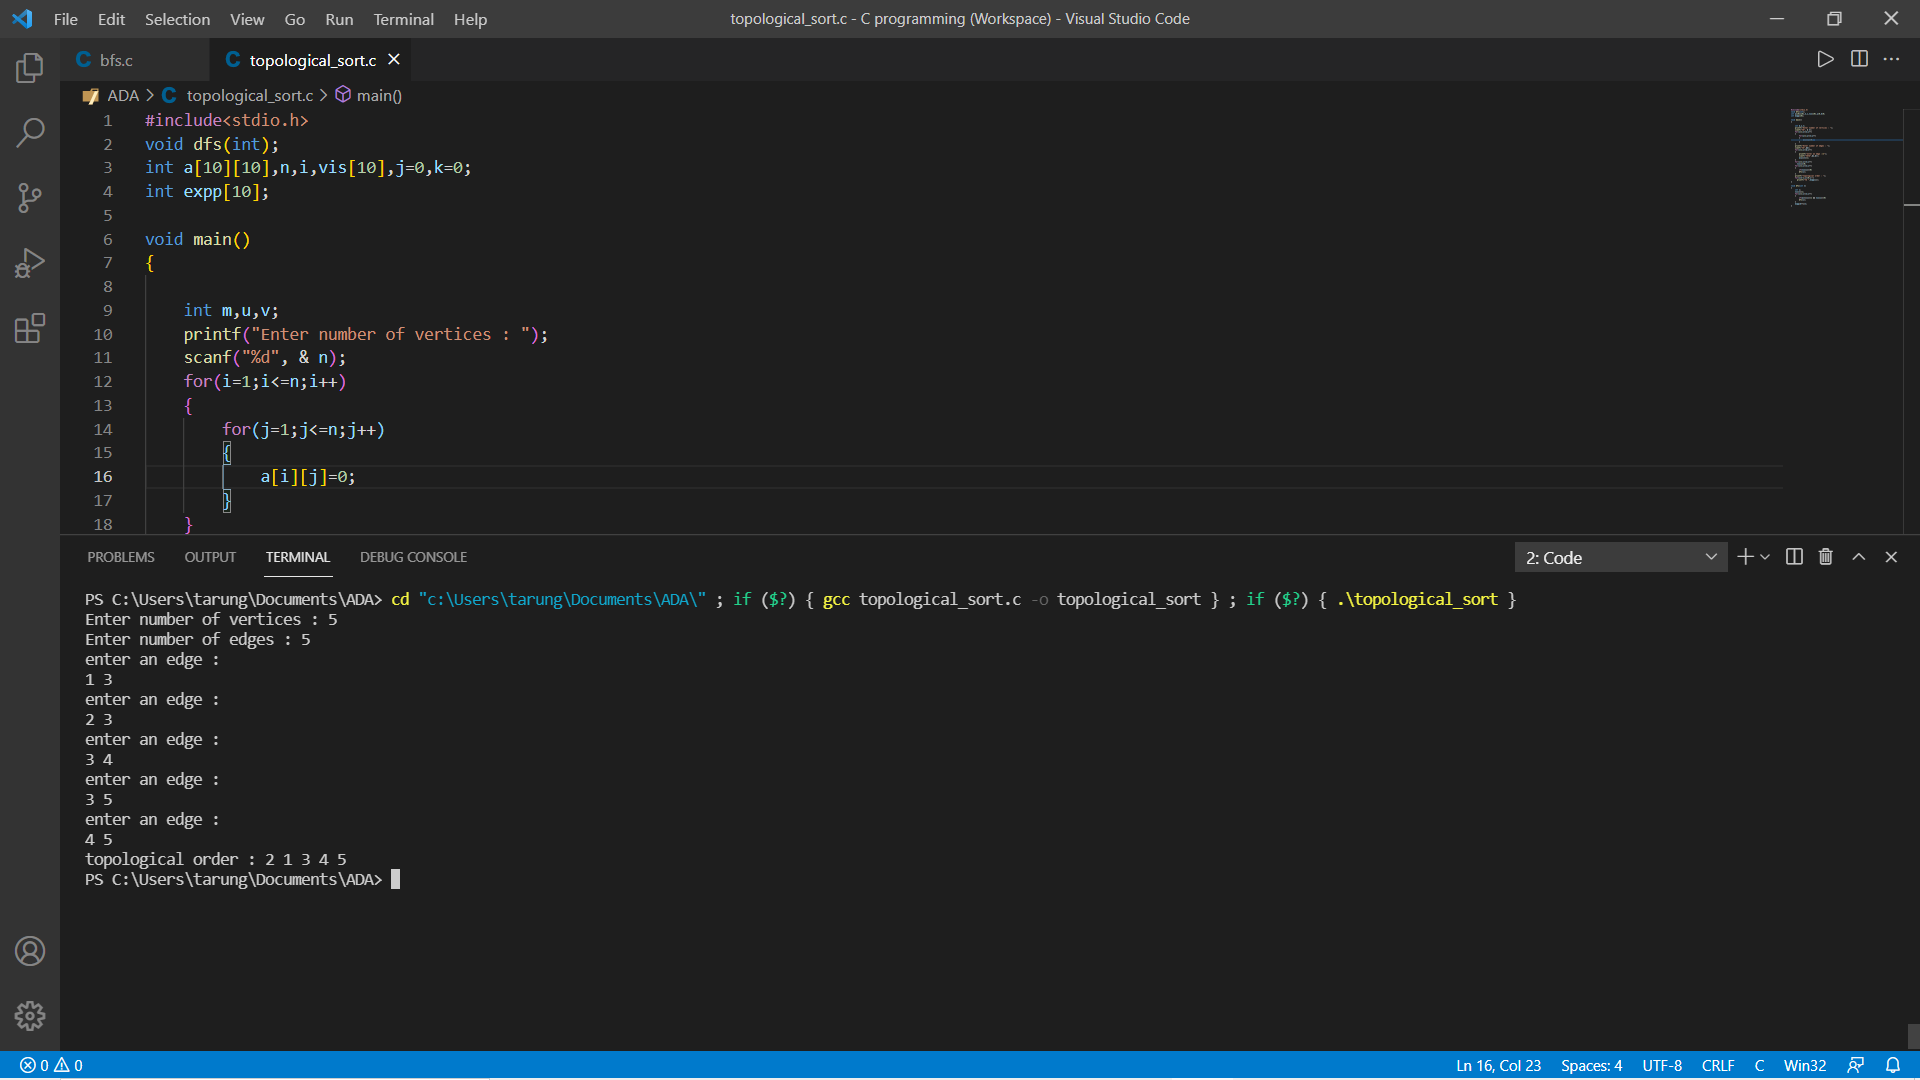 File Edit Selection View Go Run Terminal Help
topological_sort.c - C programming (Workspace) - Visual Studio Code
C bfs.c
C topological_sort.c
ADA > C topological_sort.c > main()
1 #include<stdio.h>
2 void dfs(int);
3 int a[10][10],n,i,vis[10],j=0,k=0;
4 int expp[10];
5
6 void main()
7 {
8
9 int m,u,v;
10 printf("Enter number of vertices : ");
11 scanf("%d", & n);
12 for(i=1;i<=n;i++)
13 {
14 for(j=1;j<=n;j++)
15 {
16 a[i][j]=0;
17 }
18 }
PROBLEMS OUTPUT TERMINAL DEBUG CONSOLE
2: Code
PS C:\Users\tarung\Documents\ADA> cd "c:\Users\tarung\Documents\ADA\" ; if ($?) { gcc topological_sort.c -o topological_sort } ; if ($?) { .\topological_sort }
Enter number of vertices : 5
Enter number of edges : 5
enter an edge :
1 3
enter an edge :
2 3
enter an edge :
3 4
enter an edge :
3 5
enter an edge :
4 5
topological order : 2 1 3 4 5
PS C:\Users\tarung\Documents\ADA>
0 0
Ln 16, Col 23 Spaces: 4 UTF-8 CRLF C Win32